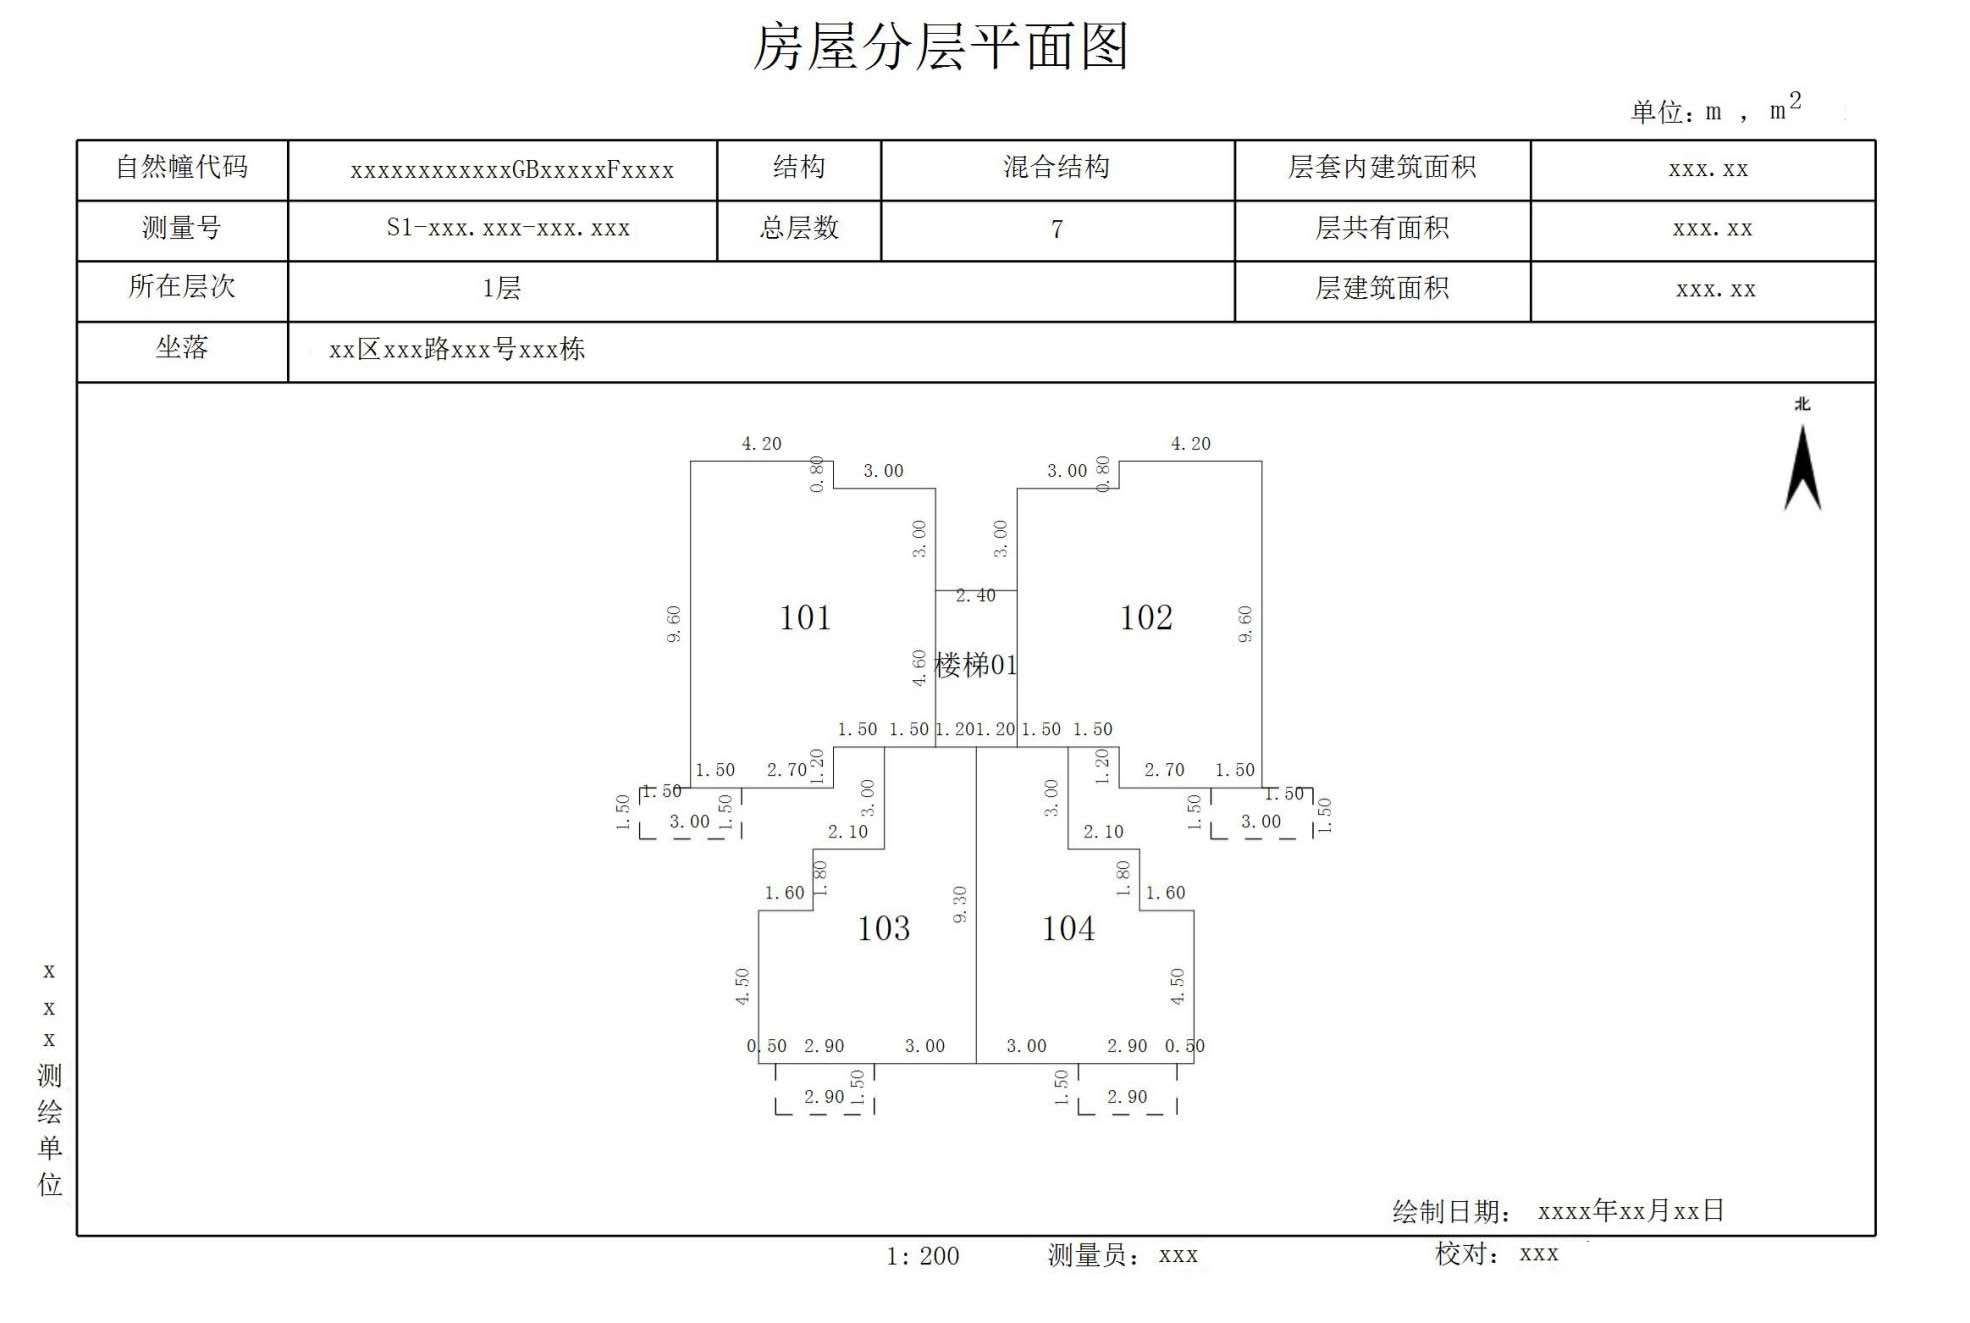 房屋分层平面图
单位: m , m²
自然幢代码 xxxxxxxxxxxxGBxxxxxFxxxx 结构 混合结构 层套内建筑面积 xxx.xx
测量号 S1-xxx.xxx-xxx.xxx 总层数 7 层共有面积 xxx.xx
所在层次 1层 层建筑面积 xxx.xx
坐落 xx区xxx路xxx号xxx栋
北
4.20 4.20
0.80 3.00 3.00 0.80
3.00 3.00
2.40
9.60 101 102 9.60
4.60 楼梯01
1.50 1.50 1.20 1.20 1.50 1.50
1.50 2.70 1.20 1.20 2.70 1.50
1.50 1.50
1.50 3.00 1.50 3.00 3.00 1.50 3.00 1.50
2.10 2.10
1.60 1.80 1.80 1.60
103 9.30 104
4.50 4.50
0.50 2.90 3.00 3.00 2.90 0.50
2.90 1.50 1.50 2.90
xxx测绘单位
绘制日期: xxxx年xx月xx日
1:200 测量员: xxx 校对: xxx